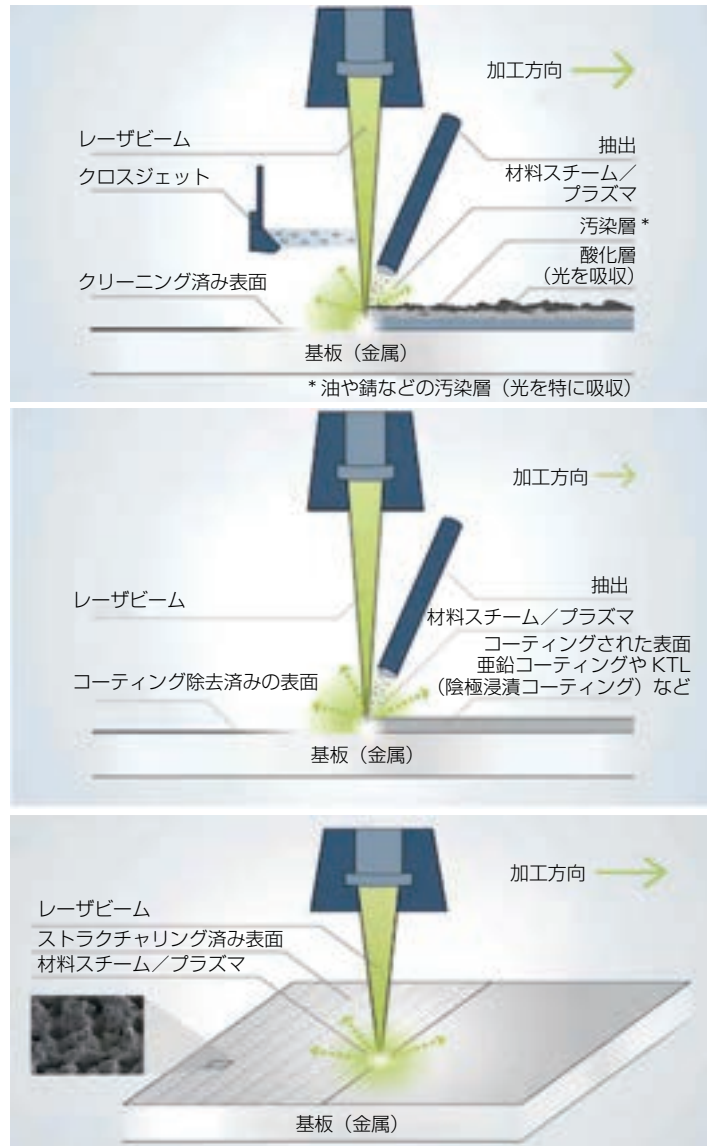 加工方向
レーザビーム
抽出
クロスジェット
材料スチーム／
プラズマ
汚染層*
酸化層
（光を吸収）
クリーニング済み表面
基板（金属）
*油や錆などの汚染層（光を特に吸収）
加工方向
抽出
レーザビーム
材料スチーム／プラズマ
コーティングされた表面
亜鉛コーティングや KTL
（陰極浸漬コーティング）など
コーティング除去済みの表面
基板（金属）
加工方向
レーザビーム
ストラクチャリング済み表面
材料スチーム／プラズマ
基板（金属）